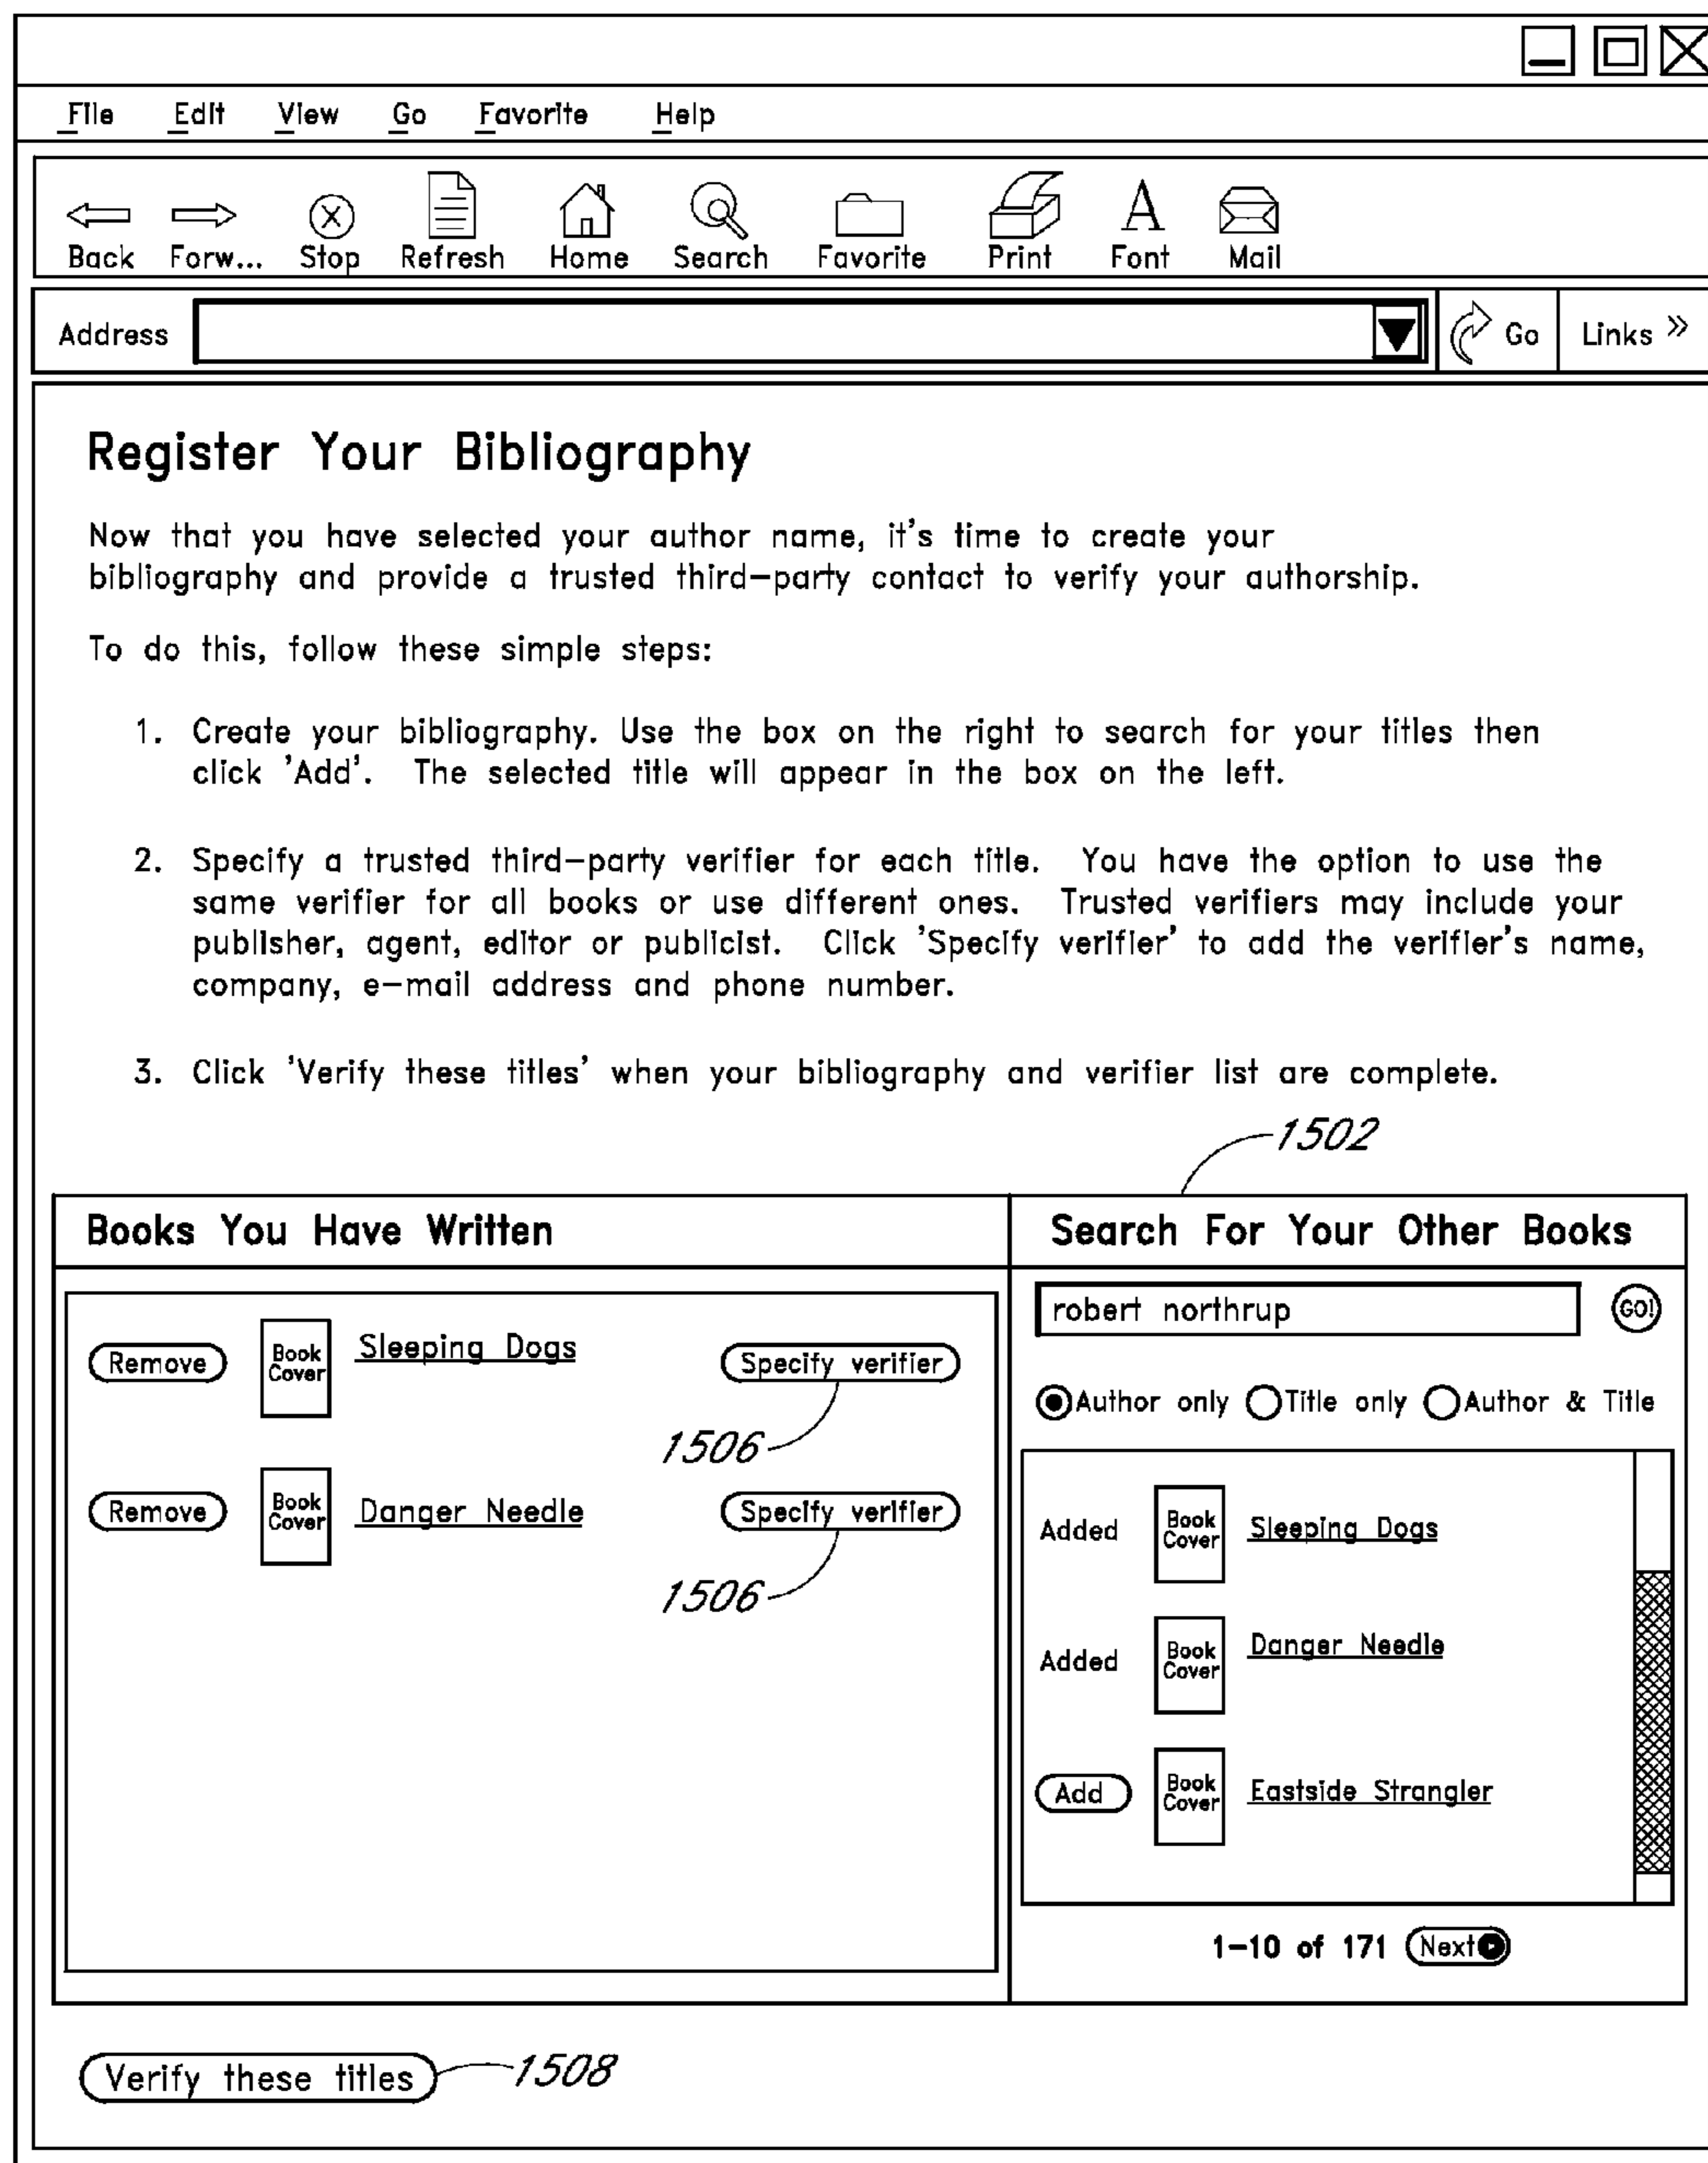 File Edit View Go Favorite Help
Back Forw... Stop Refresh Home Search Favorite Print Font Mail
Address Go Links »
Register Your Bibliography
Now that you have selected your author name, it's time to create your
bibliography and provide a trusted third-party contact to verify your authorship.
To do this, follow these simple steps:
1. Create your bibliography. Use the box on the right to search for your titles then
click 'Add'. The selected title will appear in the box on the left.
2. Specify a trusted third-party verifier for each title. You have the option to use the
same verifier for all books or use different ones. Trusted verifiers may include your
publisher, agent, editor or publicist. Click 'Specify verifier' to add the verifier's name,
company, e-mail address and phone number.
3. Click 'Verify these titles' when your bibliography and verifier list are complete.
1502
Books You Have Written
Remove Book Cover Sleeping Dogs Specify verifier
1506
Remove Book Cover Danger Needle Specify verifier
1506
Search For Your Other Books
robert northrup GO!
Author only Title only Author & Title
Added Book Cover Sleeping Dogs
Added Book Cover Danger Needle
Add Book Cover Eastside Strangler
1-10 of 171 Next
Verify these titles 1508